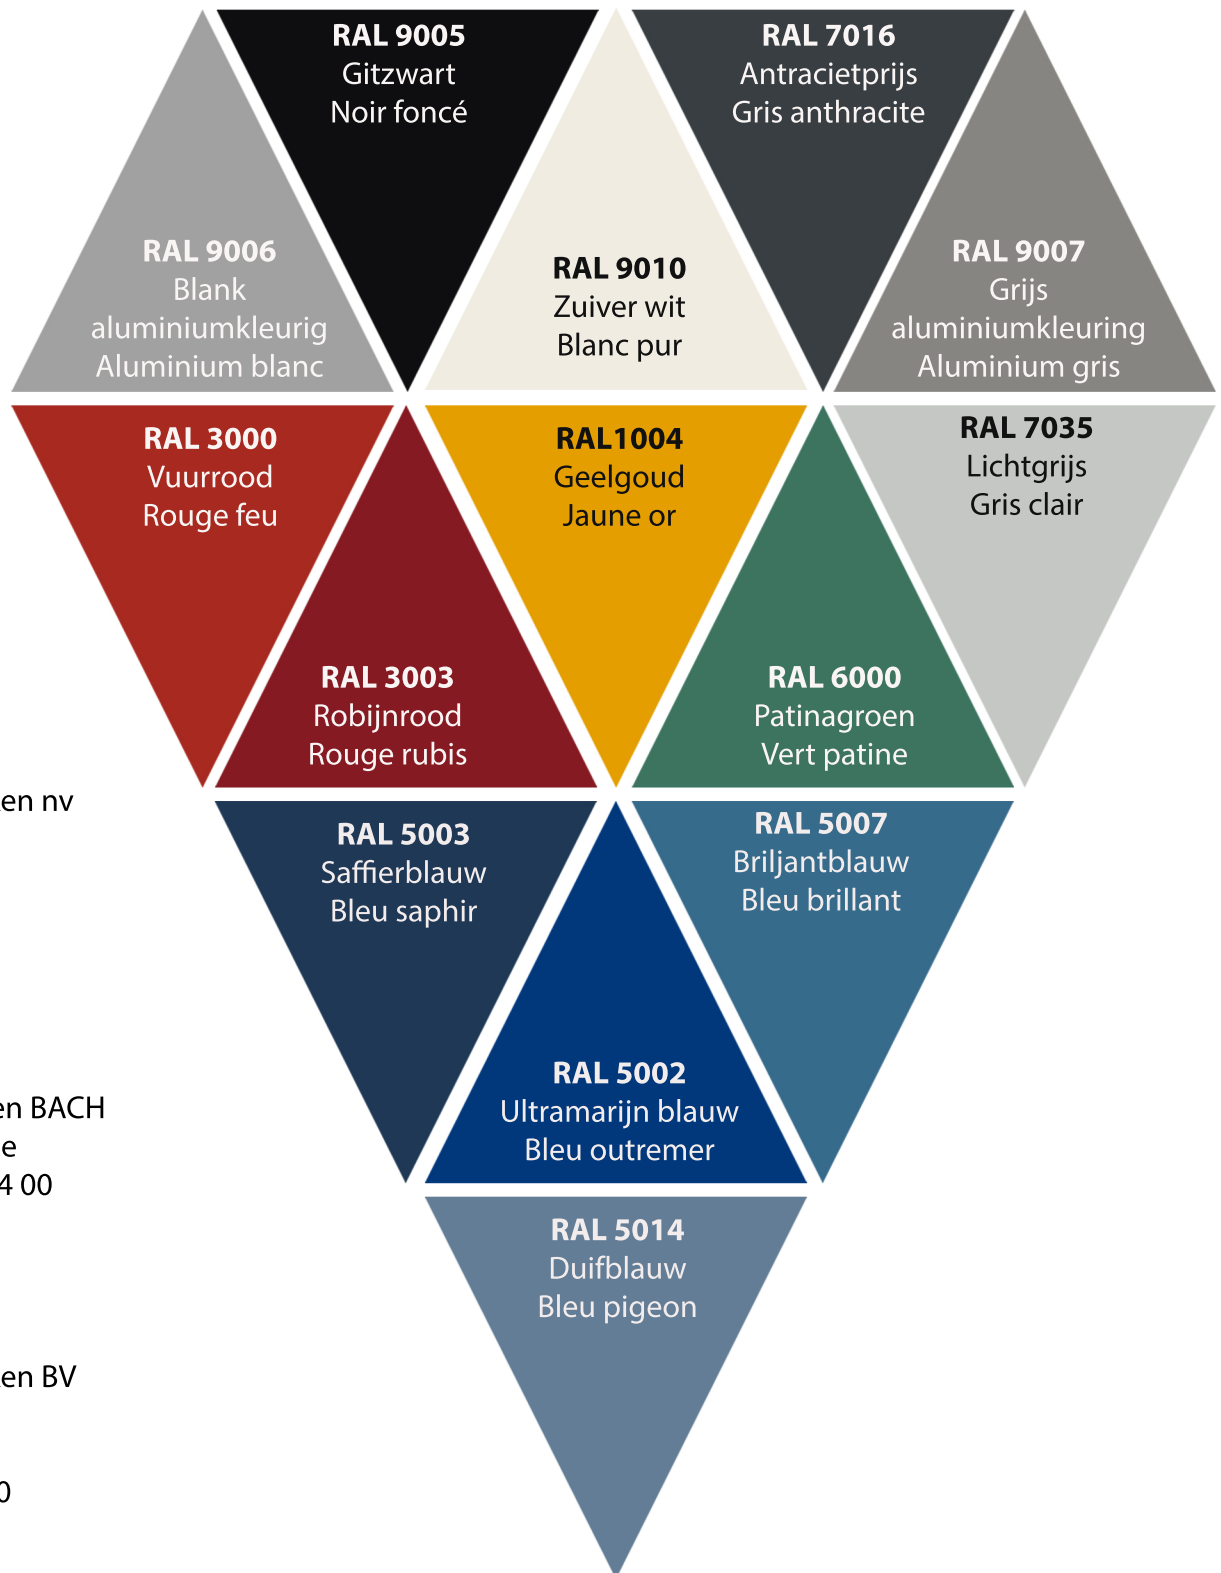 RAL 9005
Gitzwart
Noir foncé
RAL 7016
Antracietprijs
Gris anthracite
RAL 9006
Blank
aluminiumkleurig
Aluminium blanc
RAL 9010
Zuiver wit
Blanc pur
RAL 9007
Grijs
aluminiumkleuring
Aluminium gris
RAL 3000
Vuurrood
Rouge feu
RAL1004
Geelgoud
Jaune or
RAL 7035
Lichtgrijs
Gris clair
RAL 3003
Robijnrood
Rouge rubis
RAL 6000
Patinagroen
Vert patine
en nv
RAL 5003
Saffierblauw
Bleu saphir
RAL 5007
Briljantblauw
Bleu brillant
RAL 5002
Ultramarijn blauw
Bleu outremer
en BACH
e
4 00
RAL 5014
Duifblauw
Bleu pigeon
en BV
0